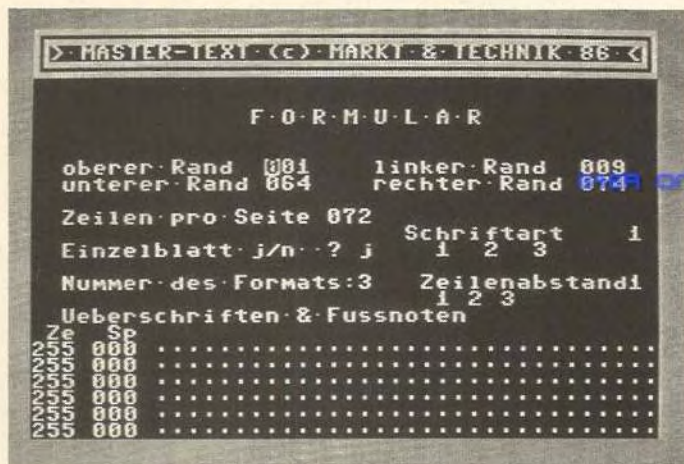 >·MASTER-TEXT·(c)·MARKT·&·TECHNIK·86·<
F·O·R·M·U·L·A·R
oberer·Rand 001 linker·Rand 009
unterer·Rand 064 rechter·Rand 074
Zeilen·pro·Seite 072
Schriftart 1
Einzelblatt·j/n··? j 1 2 3
Nummer·des·Formats:3 Zeilenabstand1
1 2 3
Ueberschriften·&·Fussnoten
Ze Sp
255 000 ································
255 000 ································
255 000 ································
255 000 ································
255 000 ································
255 000 ································